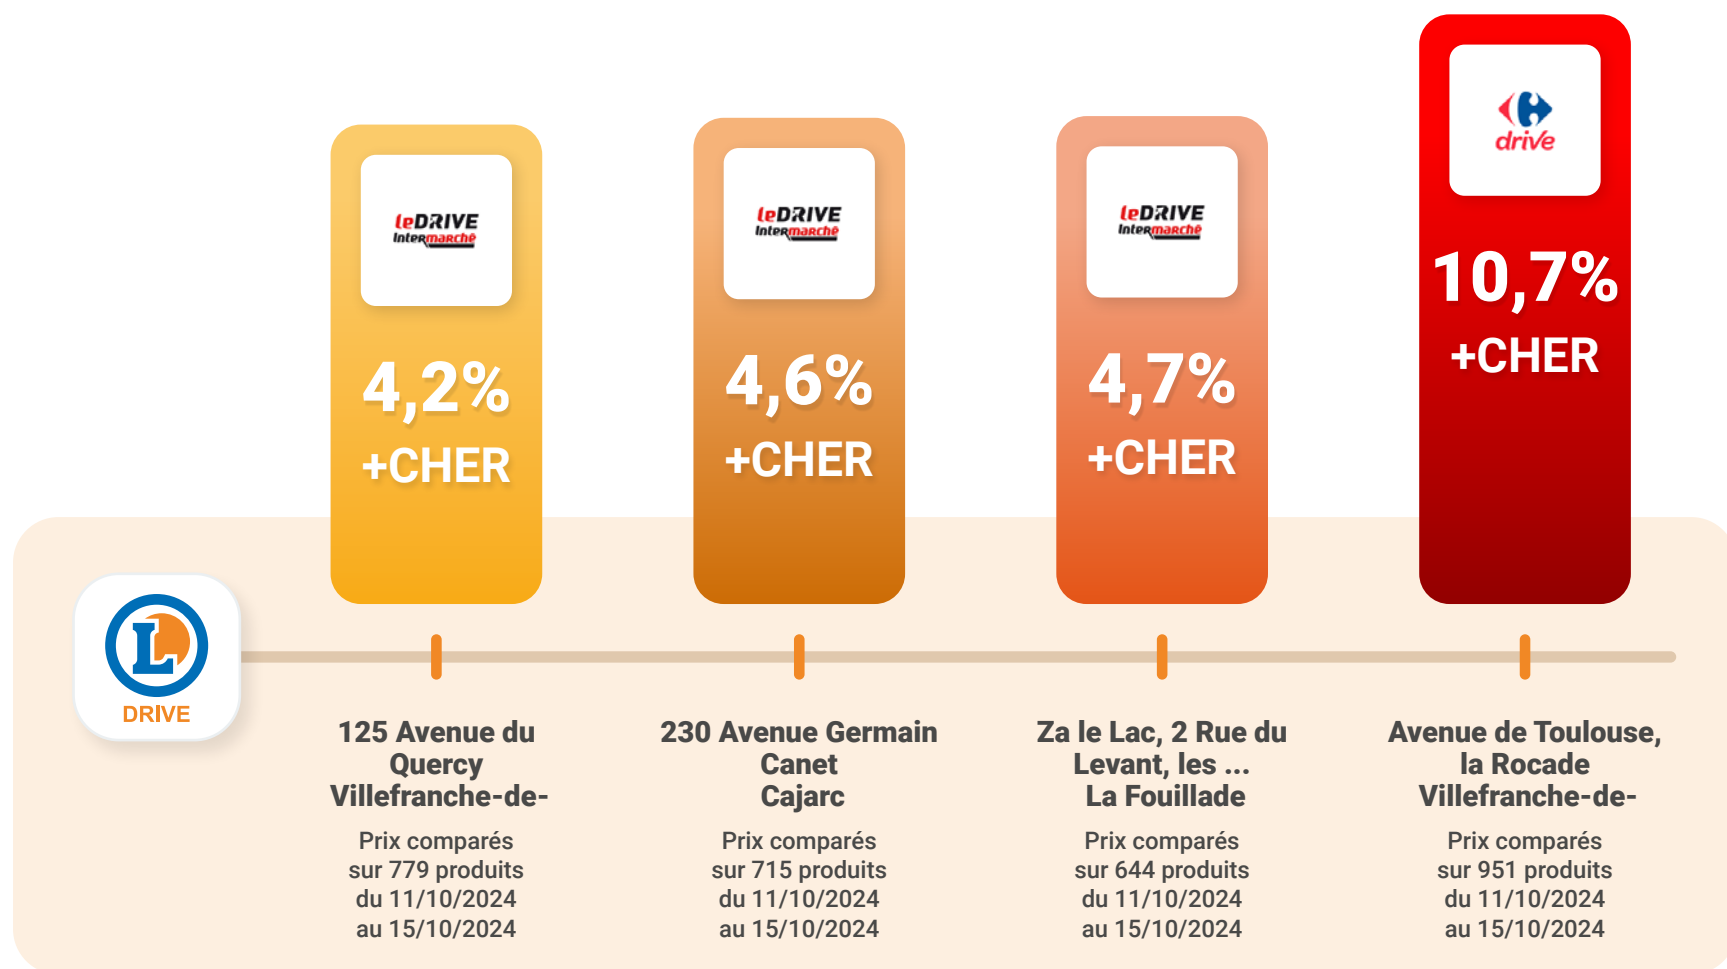 leDRIVE
Intermarché
4,2%
+CHER
leDRIVE
Intermarché
4,6%
+CHER
leDRIVE
Intermarché
4,7%
+CHER
drive
10,7%
+CHER
L
DRIVE
125 Avenue du
Quercy
Villefranche-de-
Prix comparés
sur 779 produits
du 11/10/2024
au 15/10/2024
230 Avenue Germain
Canet
Cajarc
Prix comparés
sur 715 produits
du 11/10/2024
au 15/10/2024
Za le Lac, 2 Rue du
Levant, les ...
La Fouillade
Prix comparés
sur 644 produits
du 11/10/2024
au 15/10/2024
Avenue de Toulouse,
la Rocade
Villefranche-de-
Prix comparés
sur 951 produits
du 11/10/2024
au 15/10/2024